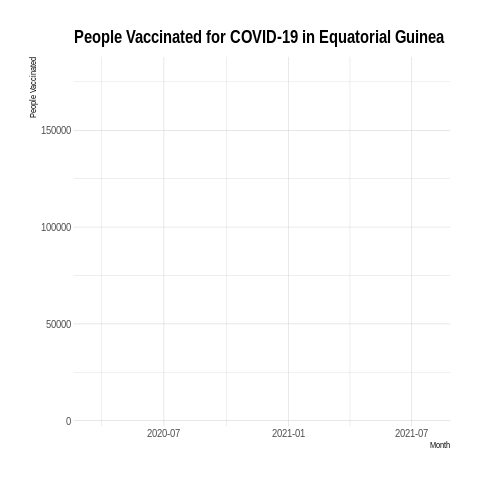 People Vaccinated for COVID-19 in Equatorial Guinea
People Vaccinated
150000
100000
50000
0
2020-07
2021-01
2021-07
Month